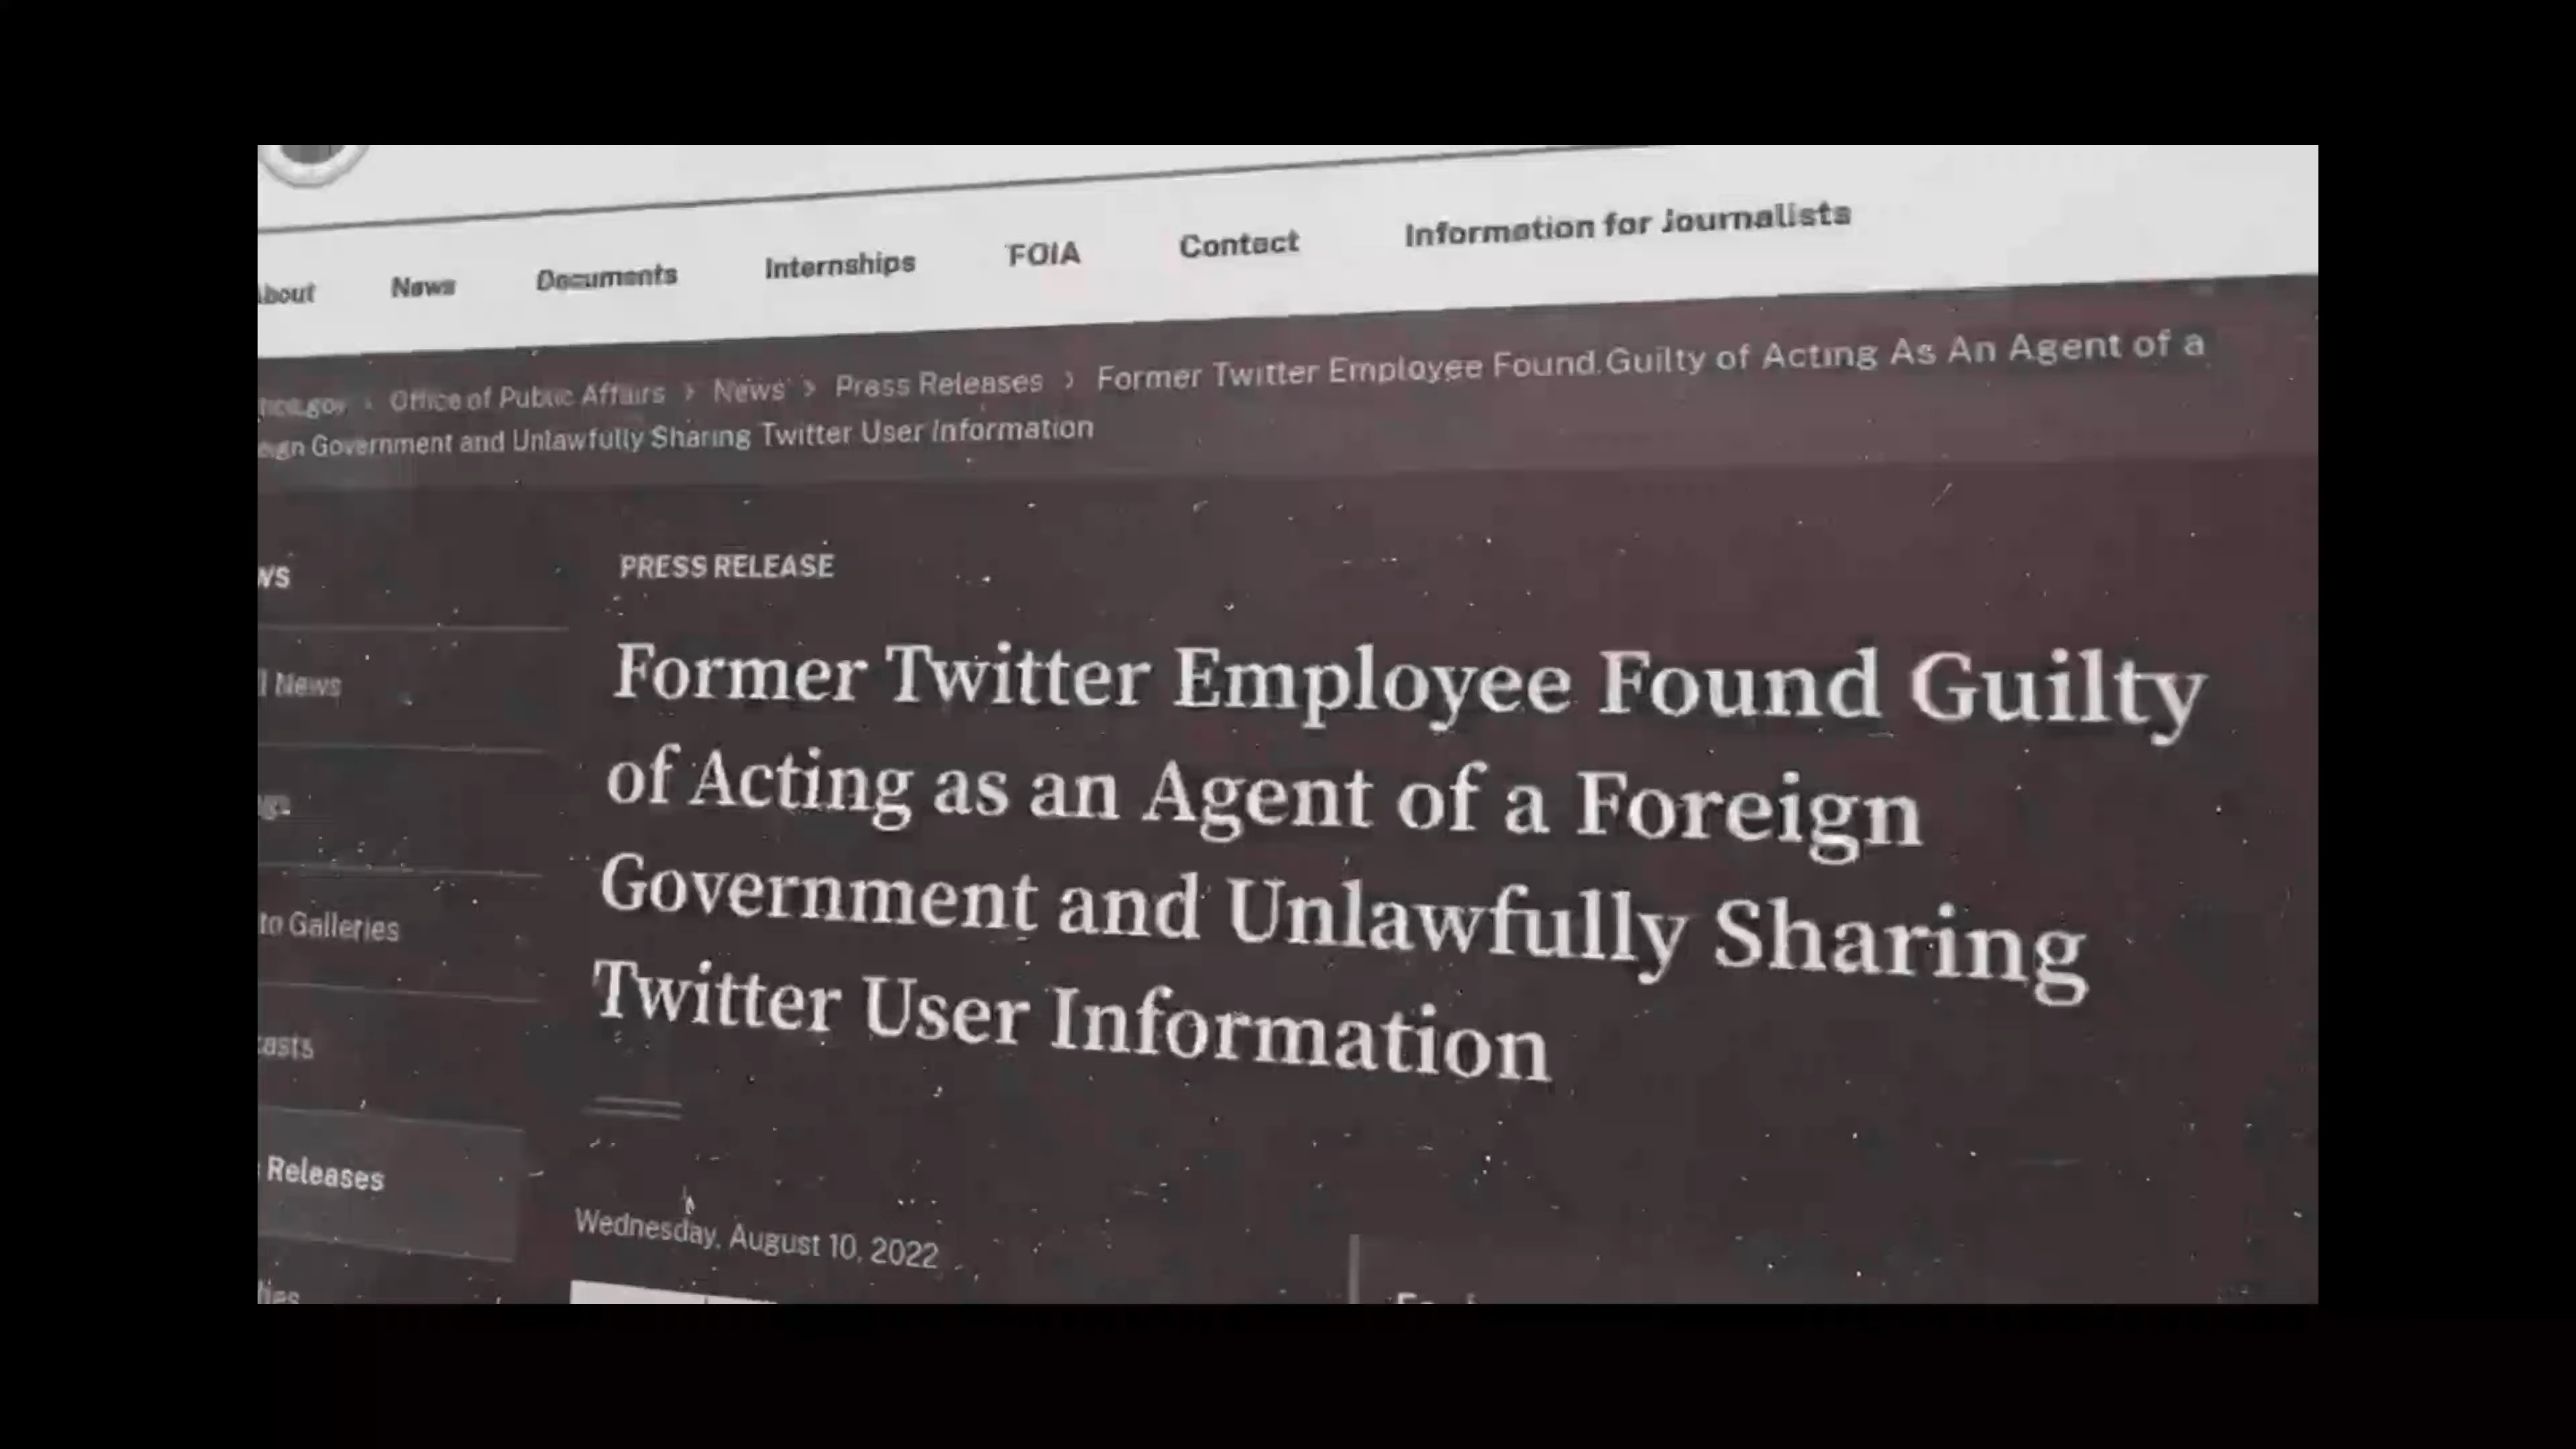 About
News
Documents
Internships
FOIA
Contact
Information for Journalists
Office of Public Affairs > News > Press Releases > Former Twitter Employee Found Guilty of Acting As An Agent of a
Government and Unlawfully Sharing Twitter User Information
PRESS RELEASE
News
Former Twitter Employee Found Guilty
of Acting as an Agent of a Foreign
Government and Unlawfully Sharing
Twitter User Information
to Galleries
Releases
Wednesday, August 10, 2022